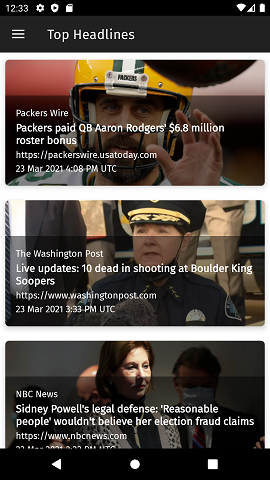 12:33
Top Headlines
PACKERS
Packers Wire
Packers paid QB Aaron Rodgers' $6.8 million
roster bonus
https://packerswire.usatoday.com
23 Mar 2021 4:08 PM UTC
The Washington Post
Live updates: 10 dead in shooting at Boulder King
Soopers
https://www.washingtonpost.com
23 Mar 2021 3:33 PM UTC
NBC News
Sidney Powell's legal defense: 'Reasonable
people' wouldn't believe her election fraud claims
https://www.nbcnews.com